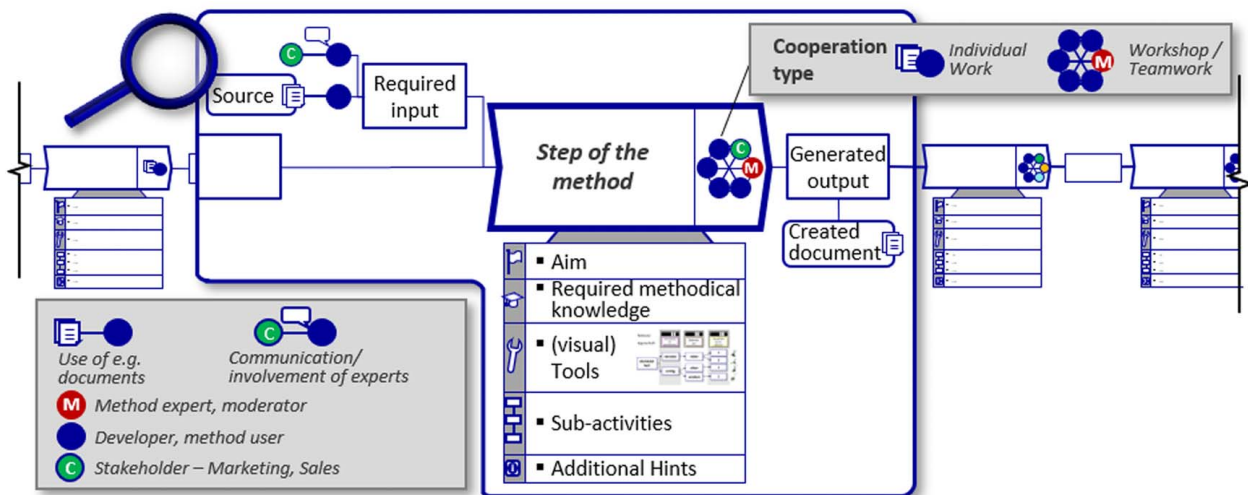 C
Source
Required
input
Cooperation
type
Individual
Work
M
Workshop /
Teamwork
Step of the
method
C
M
Generated
output
Created
document
▪ Aim
▪ Required methodical
knowledge
▪ (visual)
Tools
▪ Sub-activities
▪ Additional Hints
C
Use of e.g.
documents
Communication/
involvement of experts
M Method expert, moderator
Developer, method user
C Stakeholder – Marketing, Sales